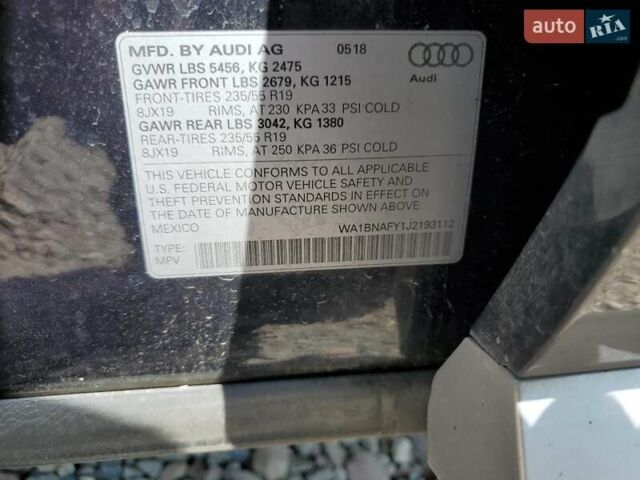 auto RIA
.com
MFD. BY AUDI AG 0518
GVWR LBS 5456, KG 2475
GAWR FRONT LBS 2679, KG 1215
FRONT-TIRES 235/55 R19
8JX19 RIMS, AT 230 KPA 33 PSI COLD
GAWR REAR LBS 3042, KG 1380
REAR-TIRES 235/55 R19
8JX19 RIMS, AT 250 KPA 36 PSI COLD
Audi
THIS VEHICLE CONFORMS TO ALL APPLICABLE
U.S. FEDERAL MOTOR VEHICLE SAFETY AND
THEFT PREVENTION STANDARDS IN EFFECT ON
THE DATE OF MANUFACTURE SHOWN ABOVE.
MEXICO WA1BNAFY1J2193112
TYPE:
MPV